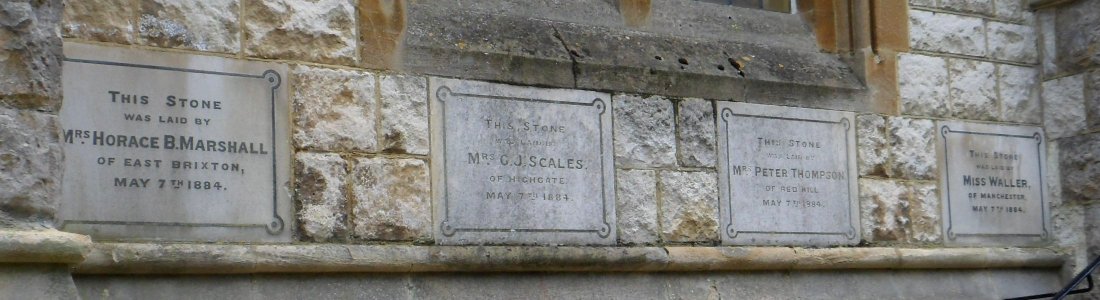 THIS STONE
WAS LAID BY
MRS. HORACE B. MARSHALL
OF EAST BRIXTON,
MAY 7TH 1884.
THIS STONE
WAS LAID BY
MRS G. J. SCALES.
OF HIGHGATE.
MAY 7TH 1884.
THIS STONE
WAS LAID BY
MRS PETER THOMPSON
OF RED HILL
MAY 7TH 1884.
THIS STONE
WAS LAID BY
MISS WALLER,
OF MANCHESTER,
MAY 7TH 1884.